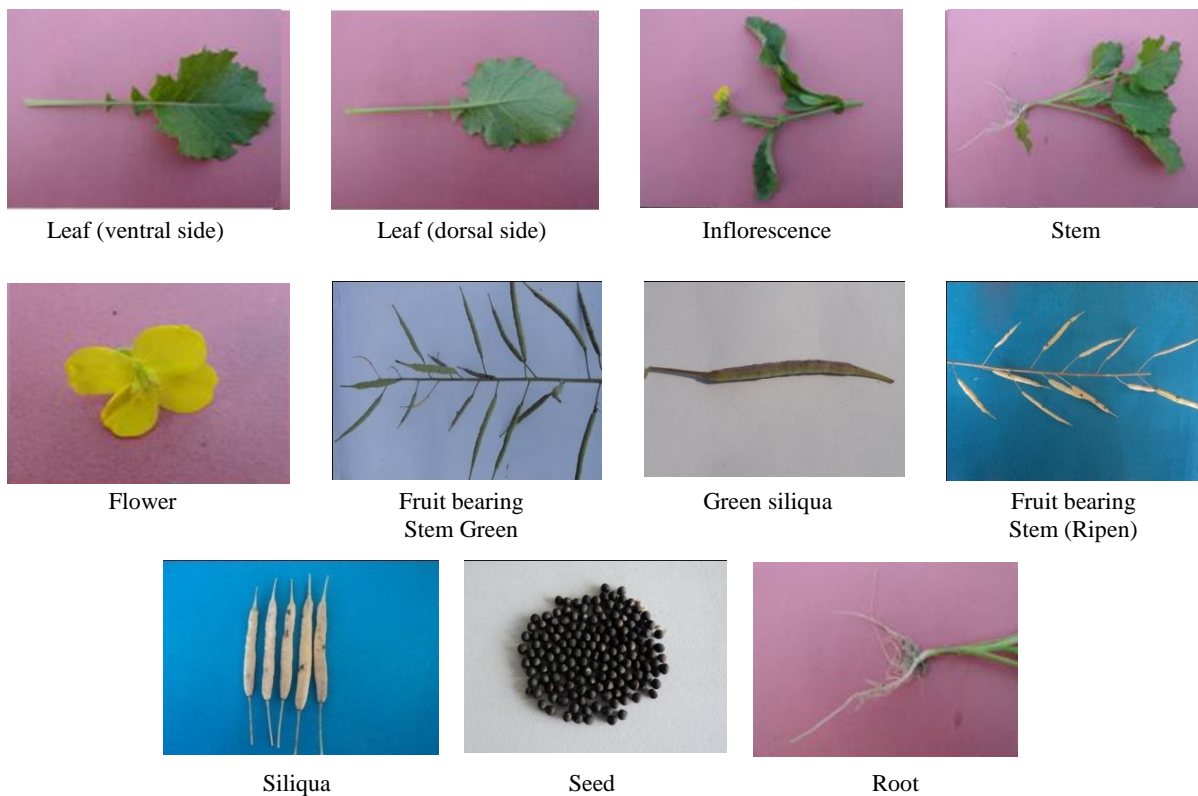 Leaf (ventral side)
Leaf (dorsal side)
Inflorescence
Stem
Flower
Fruit bearing
Stem Green
Green siliqua
Fruit bearing
Stem (Ripen)
Siliqua
Seed
Root